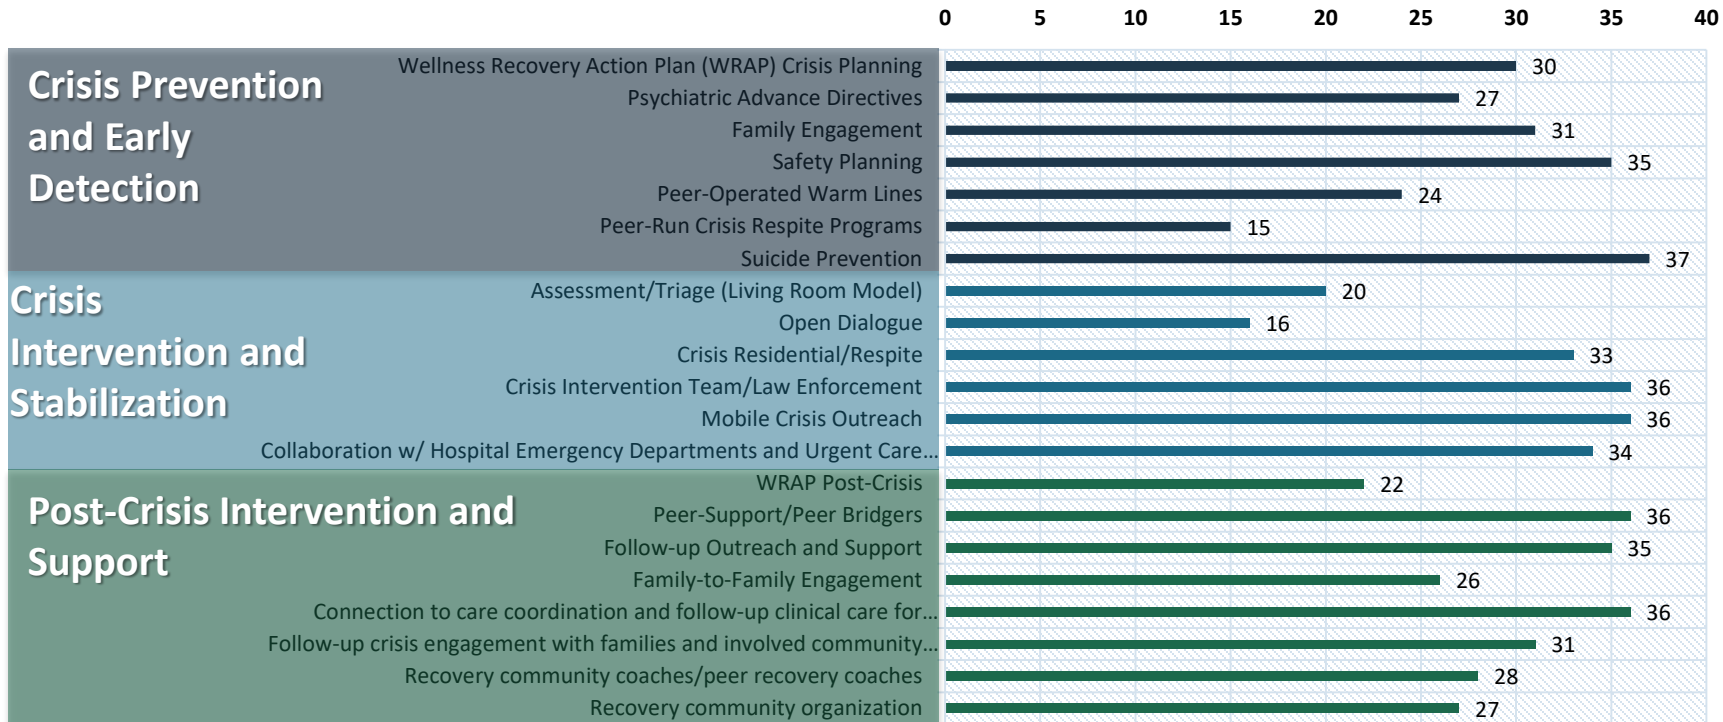 0 5 10 15 20 25 30 35 40
Crisis Prevention
and Early
Detection
Wellness Recovery Action Plan (WRAP) Crisis Planning 30
Psychiatric Advance Directives 27
Family Engagement 31
Safety Planning 35
Peer-Operated Warm Lines 24
Peer-Run Crisis Respite Programs 15
Suicide Prevention 37
Crisis
Intervention and
Stabilization
Assessment/Triage (Living Room Model) 20
Open Dialogue 16
Crisis Residential/Respite 33
Crisis Intervention Team/Law Enforcement 36
Mobile Crisis Outreach 36
Collaboration w/ Hospital Emergency Departments and Urgent Care... 34
Post-Crisis Intervention and
Support
WRAP Post-Crisis 22
Peer-Support/Peer Bridgers 36
Follow-up Outreach and Support 35
Family-to-Family Engagement 26
Connection to care coordination and follow-up clinical care for... 36
Follow-up crisis engagement with families and involved community... 31
Recovery community coaches/peer recovery coaches 28
Recovery community organization 27